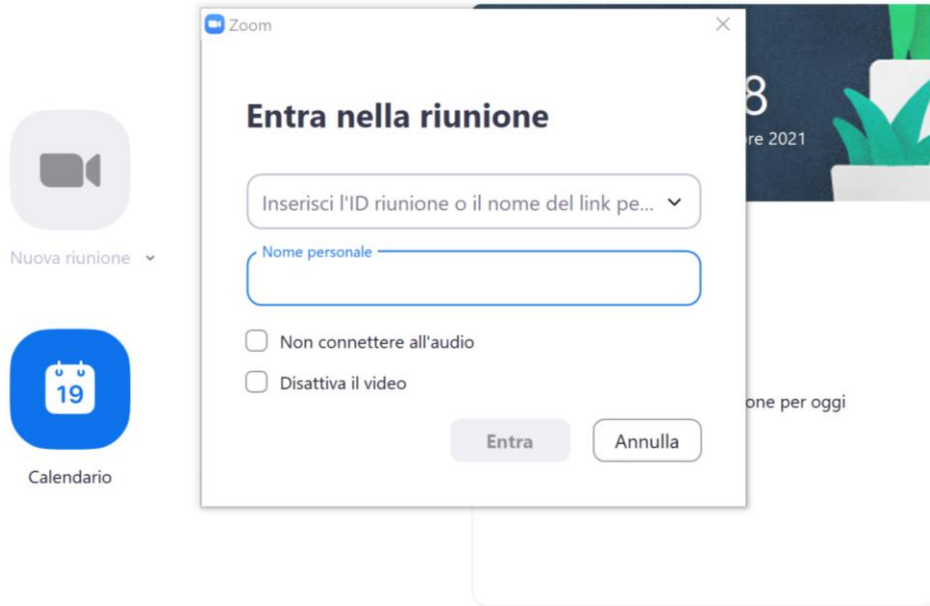 Zoom
Entra nella riunione
Inserisci l'ID riunione o il nome del link pe...
Nome personale
Non connettere all'audio
Disattiva il video
Entra
Annulla
Nuova riunione
19
Calendario
8
re 2021
one per oggi